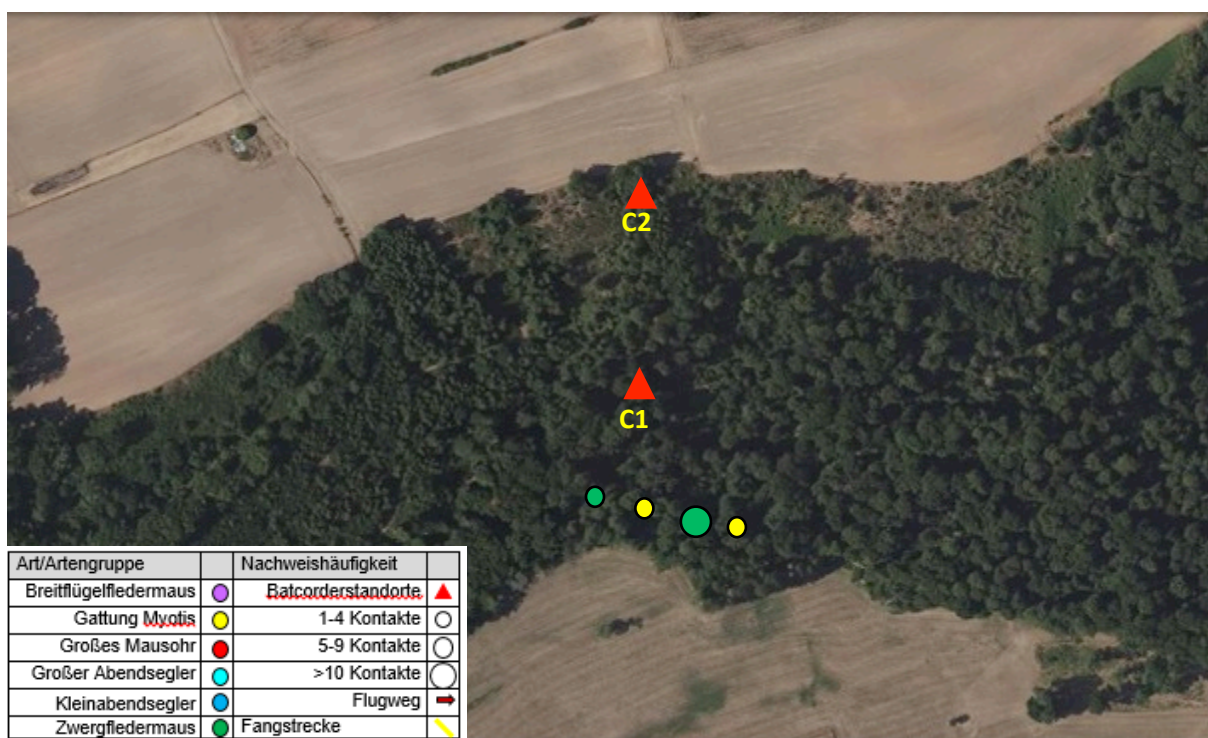 C2
C1
Art/Artengruppe Nachweishäufigkeit
Breitflügelfledermaus Batcorderstandorte
Gattung Myotis 1-4 Kontakte
Großes Mausohr 5-9 Kontakte
Großer Abendsegler >10 Kontakte
Kleinabendsegler Flugweg
Zwergfledermaus Fangstrecke